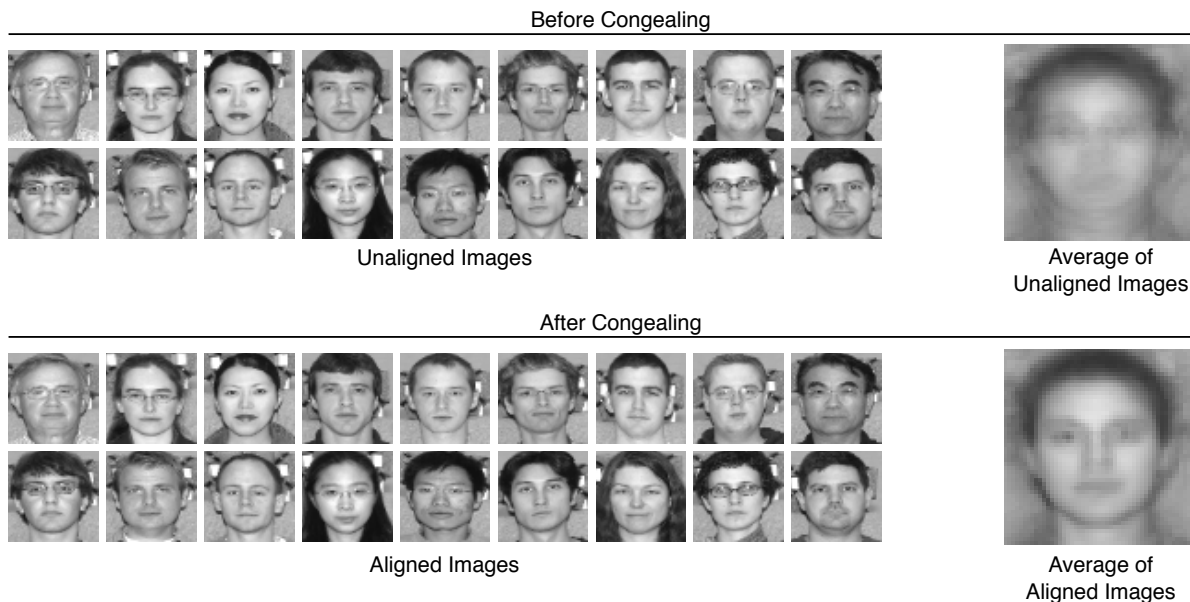 Before Congealing
Unaligned Images
Average of
Unaligned Images
After Congealing
Aligned Images
Average of
Aligned Images